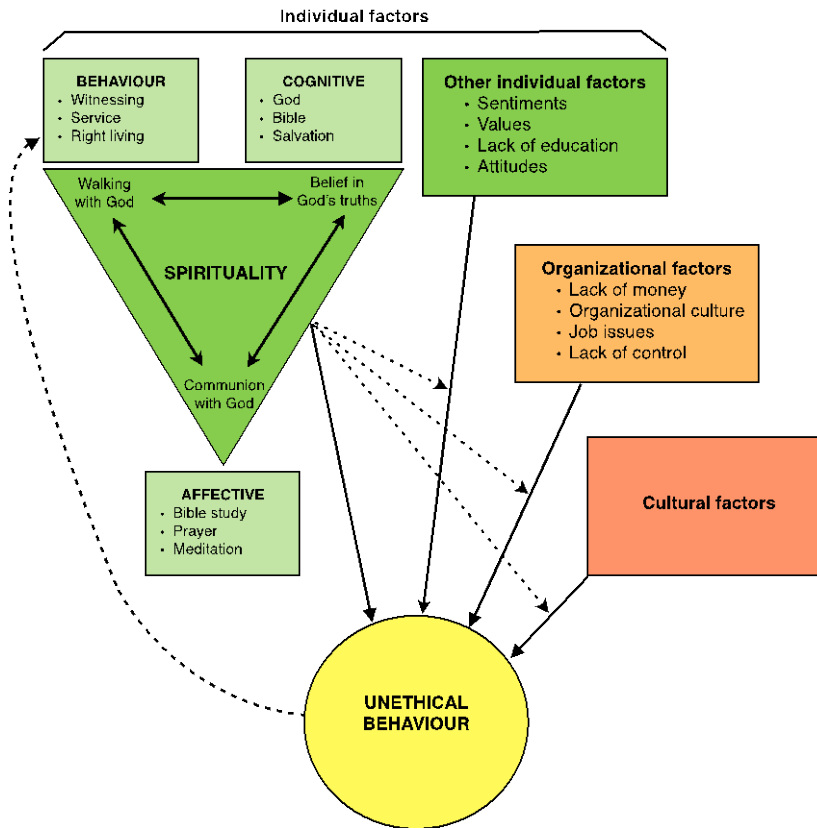 Individual factors
BEHAVIOUR
• Witnessing
• Service
• Right living
COGNITIVE
• God
• Bible
• Salvation
Other individual factors
• Sentiments
• Values
• Lack of education
• Attitudes
Walking
with God
Belief in
God's truths
SPIRITUALITY
Communion
with God
Organizational factors
• Lack of money
• Organizational culture
• Job issues
• Lack of control
AFFECTIVE
• Bible study
• Prayer
• Meditation
Cultural factors
UNETHICAL
BEHAVIOUR